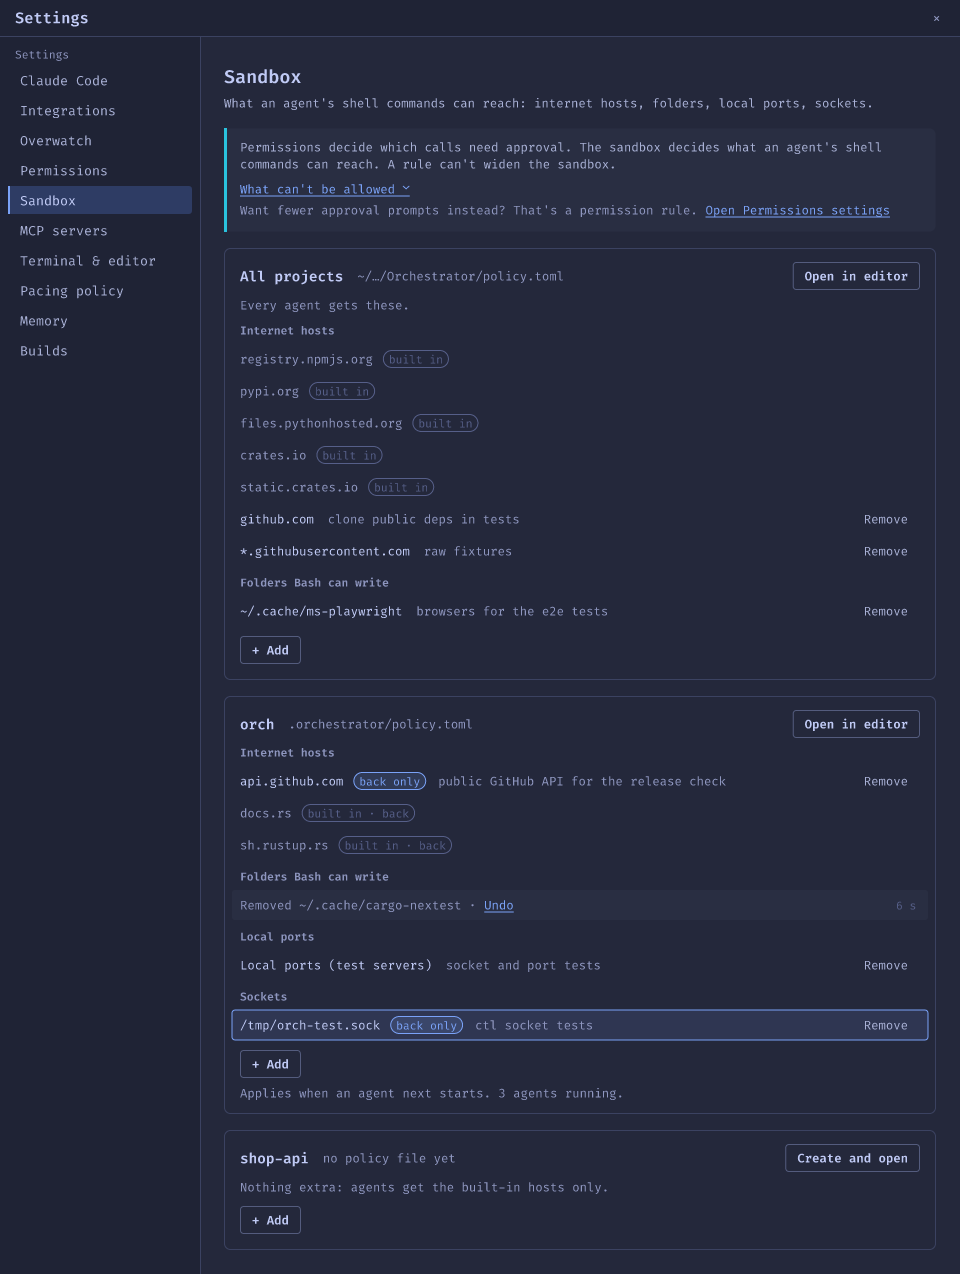 Settings
×
Settings
Claude Code
Integrations
Overwatch
Permissions
Sandbox
MCP servers
Terminal & editor
Pacing policy
Memory
Builds
Sandbox
What an agent's shell commands can reach: internet hosts, folders, local ports, sockets.
Permissions decide which calls need approval. The sandbox decides what an agent's shell
commands can reach. A rule can't widen the sandbox.
What can't be allowed
Want fewer approval prompts instead? That's a permission rule. Open Permissions settings
All projects ~/…/Orchestrator/policy.toml Open in editor
Every agent gets these.
Internet hosts
registry.npmjs.org built in
pypi.org built in
files.pythonhosted.org built in
crates.io built in
static.crates.io built in
github.com clone public deps in tests Remove
*.githubusercontent.com raw fixtures Remove
Folders Bash can write
~/.cache/ms-playwright browsers for the e2e tests Remove
+ Add
orch .orchestrator/policy.toml Open in editor
Internet hosts
api.github.com back only public GitHub API for the release check Remove
docs.rs built in · back
sh.rustup.rs built in · back
Folders Bash can write
Removed ~/.cache/cargo-nextest · Undo 6 s
Local ports
Local ports (test servers) socket and port tests Remove
Sockets
/tmp/orch-test.sock back only ctl socket tests Remove
+ Add
Applies when an agent next starts. 3 agents running.
shop-api no policy file yet Create and open
Nothing extra: agents get the built-in hosts only.
+ Add